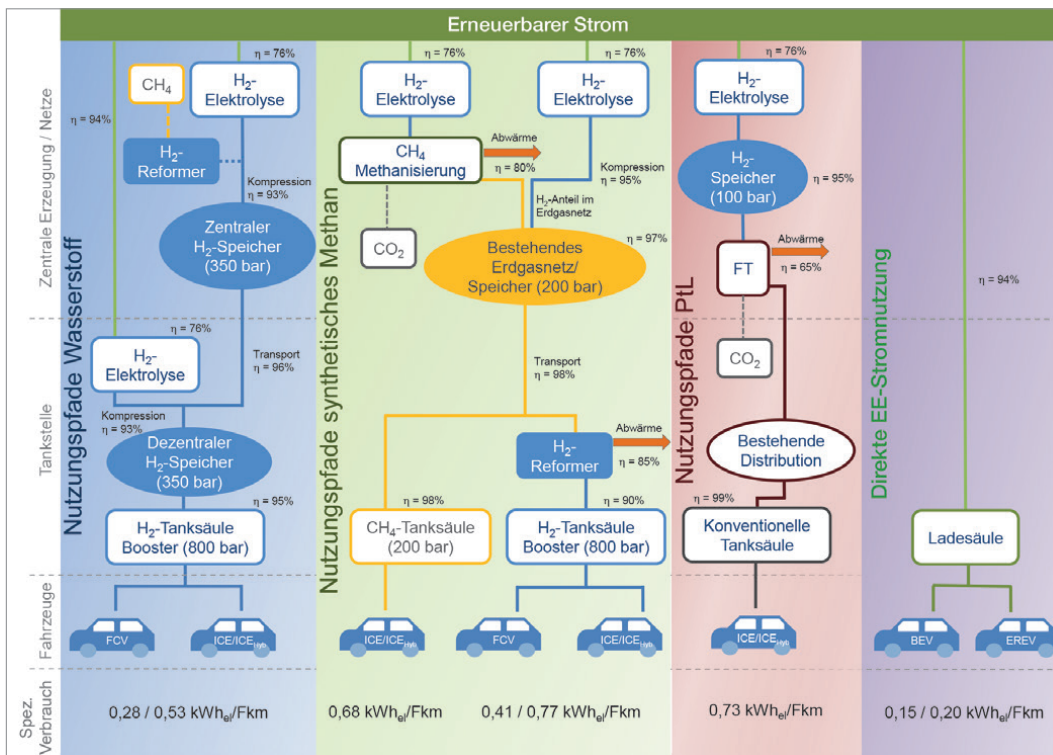 Erneuerbarer Strom
Zentrale Erzeugung / Netze
Tankstelle
Fahrzeuge
Spez.
Verbrauch
Nutzungspfade Wasserstoff
η = 94%
CH4
H2-
Reformer
η = 76%
H2-
Elektrolyse
Kompression
η = 93%
Zentraler
H2-Speicher
(350 bar)
η = 76%
H2-
Elektrolyse
Transport
η = 96%
Kompression
η = 93%
Dezentraler
H2-Speicher
(350 bar)
η = 95%
H2-Tanksäule
Booster (800 bar)
FCV
ICE/ICEHyb
0,28 / 0,53 kWhel/Fkm
Nutzungspfade synthetisches Methan
η = 76%
H2-
Elektrolyse
CH4
Methanisierung
Abwärme
η = 80%
CO2
η = 76%
H2-
Elektrolyse
Kompression
η = 95%
H2-Anteil im
Erdgasnetz
Bestehendes
Erdgasnetz/
Speicher (200 bar)
η = 97%
Transport
η = 98%
H2-
Reformer
Abwärme
η = 85%
η = 98%
CH4-Tanksäule
(200 bar)
η = 90%
H2-Tanksäule
Booster (800 bar)
ICE/ICEHyb
FCV
ICE/ICEHyb
0,68 kWhel/Fkm
0,41 / 0,77 kWhel/Fkm
Nutzungspfade PtL
η = 76%
H2-
Elektrolyse
H2-
Speicher
(100 bar)
η = 95%
FT
Abwärme
η = 65%
CO2
Bestehende
Distribution
η = 99%
Konventionelle
Tanksäule
ICE/ICEHyb
0,73 kWhel/Fkm
Direkte EE-Stromnutzung
η = 94%
Ladesäule
BEV
EREV
0,15 / 0,20 kWhel/Fkm